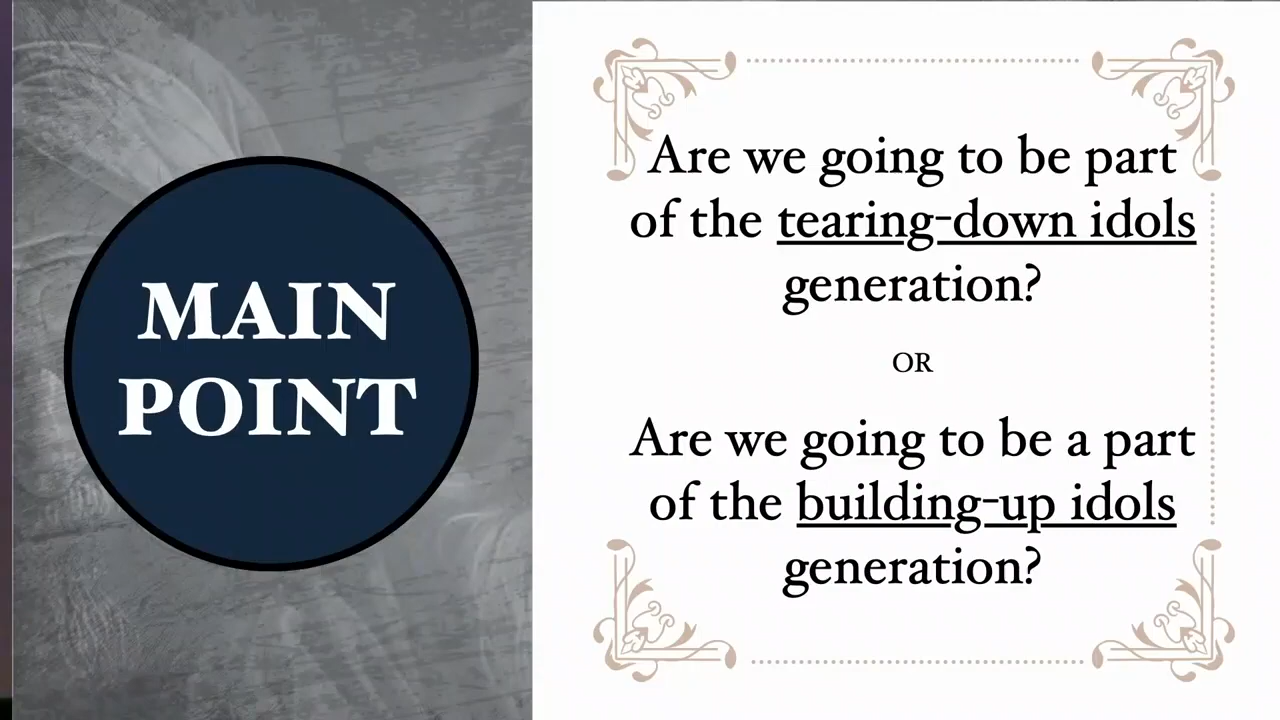 MAIN
POINT
Are we going to be part
of the tearing-down idols
generation?
OR
Are we going to be a part
of the building-up idols
generation?